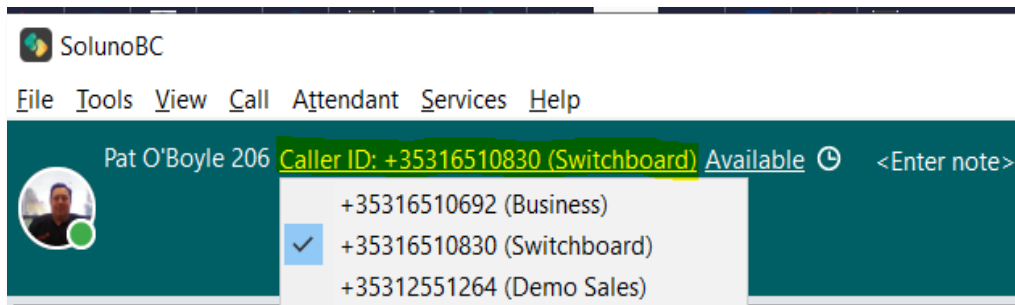 SolunoBC
File Tools View Call Attendant Services Help
Pat O'Boyle 206 Caller ID: +35316510830 (Switchboard) Available <Enter note>
+35316510692 (Business)
+35316510830 (Switchboard)
+35312551264 (Demo Sales)